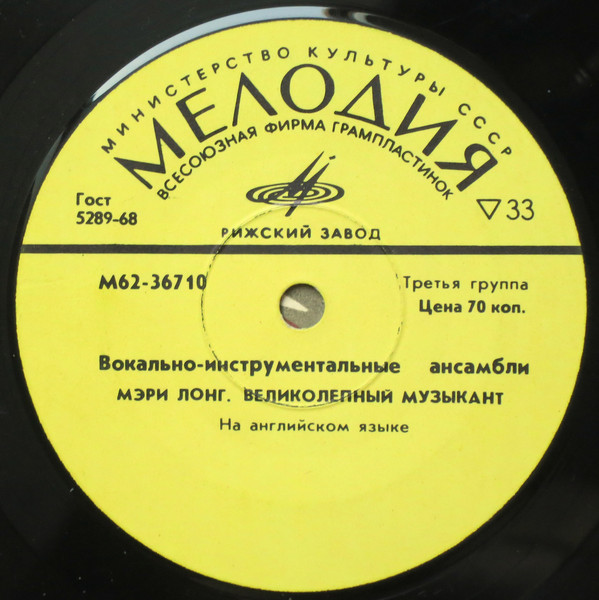 МИНИСТЕРСТВО КУЛЬТУРЫ СССР
МЕЛОДИЯ
ВСЕСОЮЗНАЯ ФИРМА ГРАМПЛАСТИНОК
Гост
5289-68
▽33
РИЖСКИЙ ЗАВОД
М62-36710
Третья группа
Цена 70 коп.
Вокально-инструментальные ансамбли
МЭРИ ЛОНГ. ВЕЛИКОЛЕПНЫЙ МУЗЫКАНТ
На английском языке